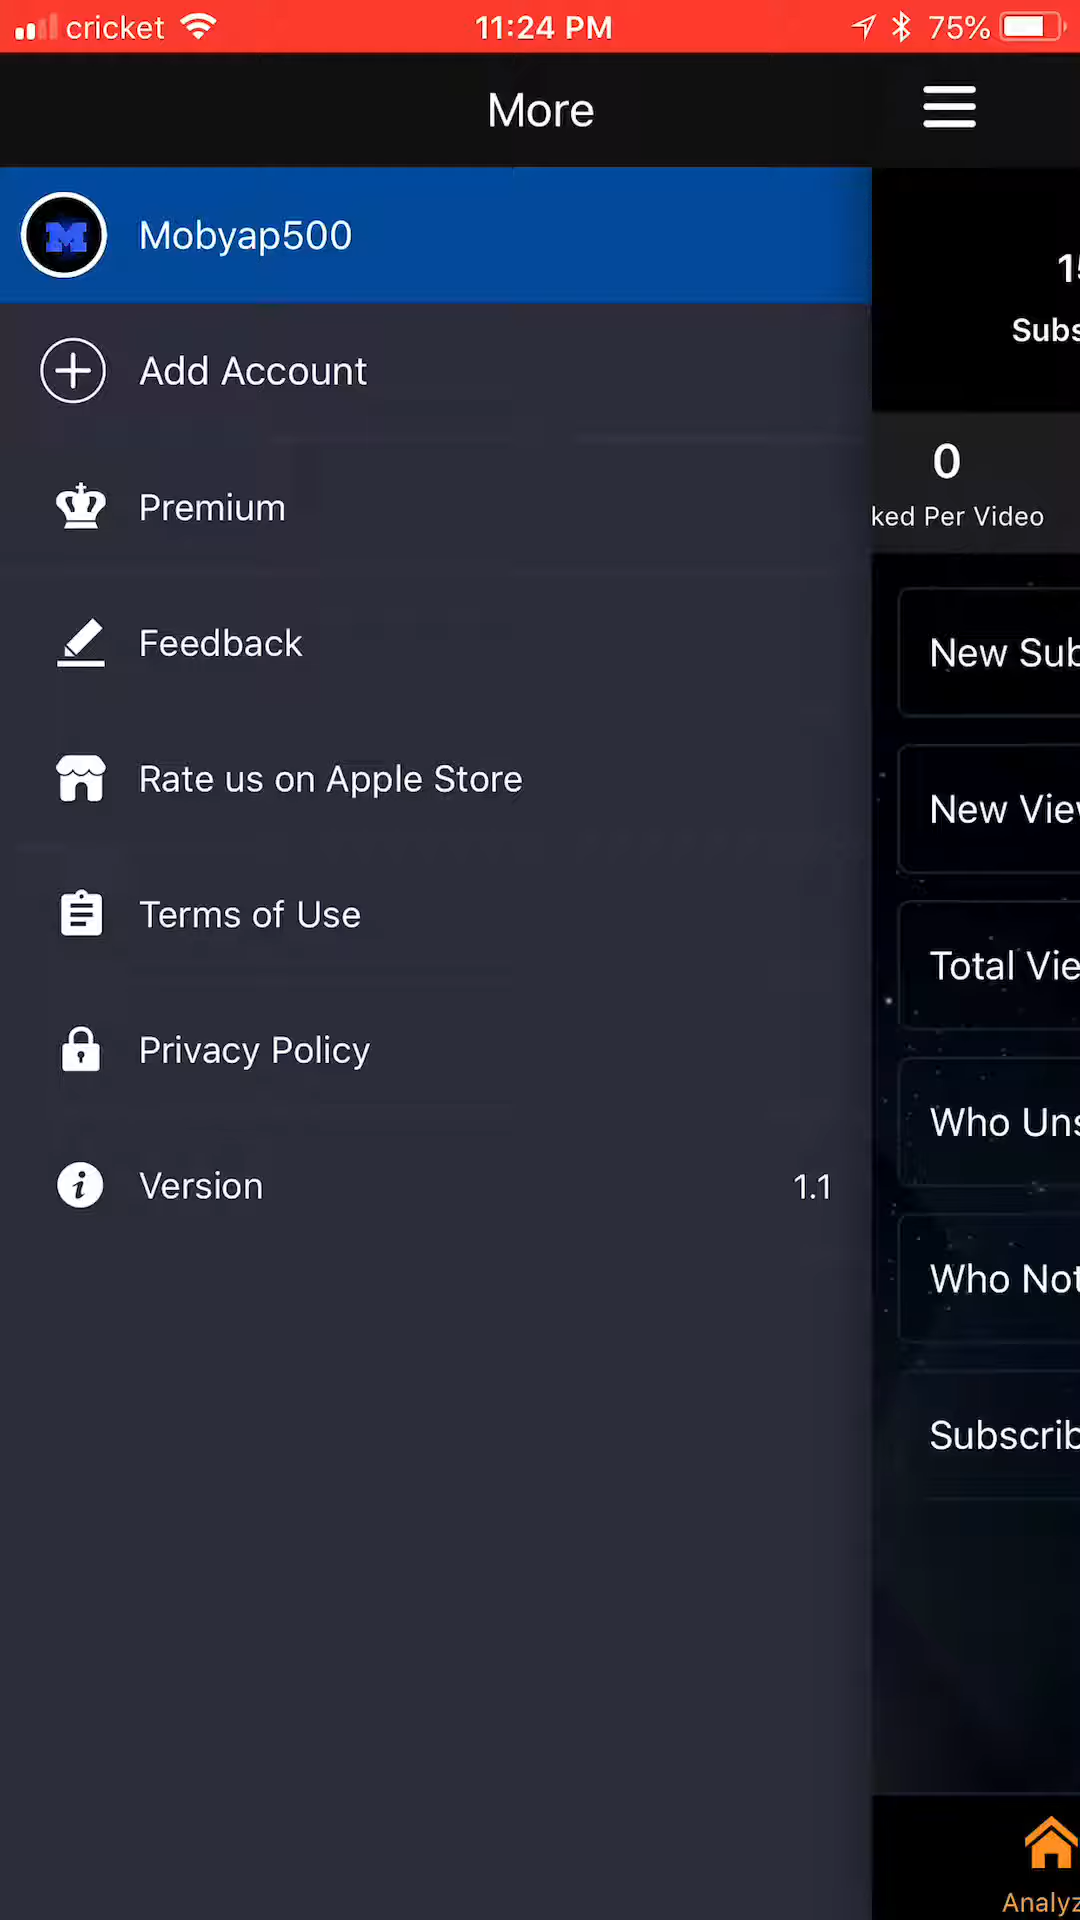 cricket 11:24 PM 75%
More
M Mobyap500
Add Account
Premium
Feedback
Rate us on Apple Store
Terms of Use
Privacy Policy
Version 1.1
15
Subs
0
ked Per Video
New Sub
New Vie
Total Vie
Who Uns
Who Not
Subscrib
Analyz